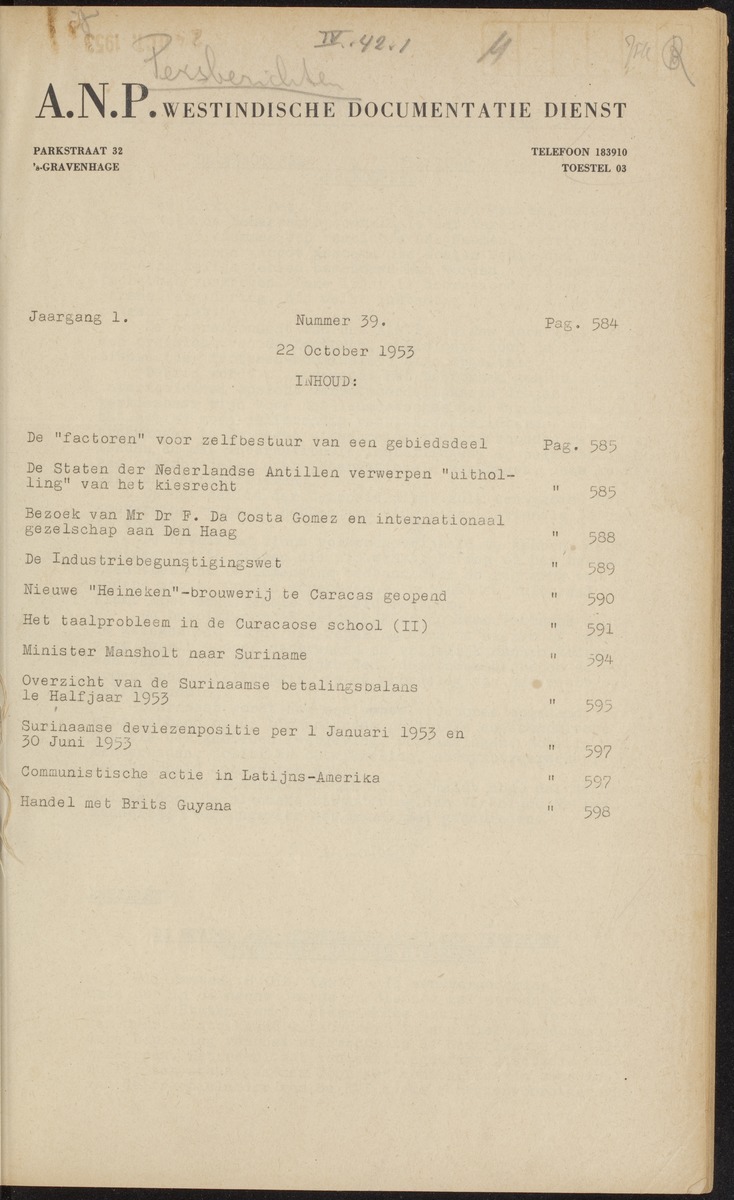 IV.42.1
Persberichten
A.N.P. WESTINDISCHE DOCUMENTATIE DIENST
PARKSTRAAT 32 TELEFOON 183910
's-GRAVENHAGE TOESTEL 03
Jaargang 1. Nummer 39. Pag. 584
22 October 1953
INHOUD:
De "factoren" voor zelfbestuur van een gebiedsdeel Pag. 585
De Staten der Nederlandse Antillen verwerpen "uithol-
ling" van het kiesrecht " 585
Bezoek van Mr Dr F. Da Costa Gomez en internationaal
gezelschap aan Den Haag " 588
De Industriebegunstigingswet " 589
Nieuwe "Heineken"-brouwerij te Caracas geopend " 590
Het taalprobleem in de Curacaose school (II) " 591
Minister Mansholt naar Suriname " 594
Overzicht van de Surinaamse betalingsbalans
1e Halfjaar 1953 " 595
Surinaamse deviezenpositie per 1 Januari 1953 en
30 Juni 1953 " 597
Communistische actie in Latijns-Amerika " 597
Handel met Brits Guyana " 598